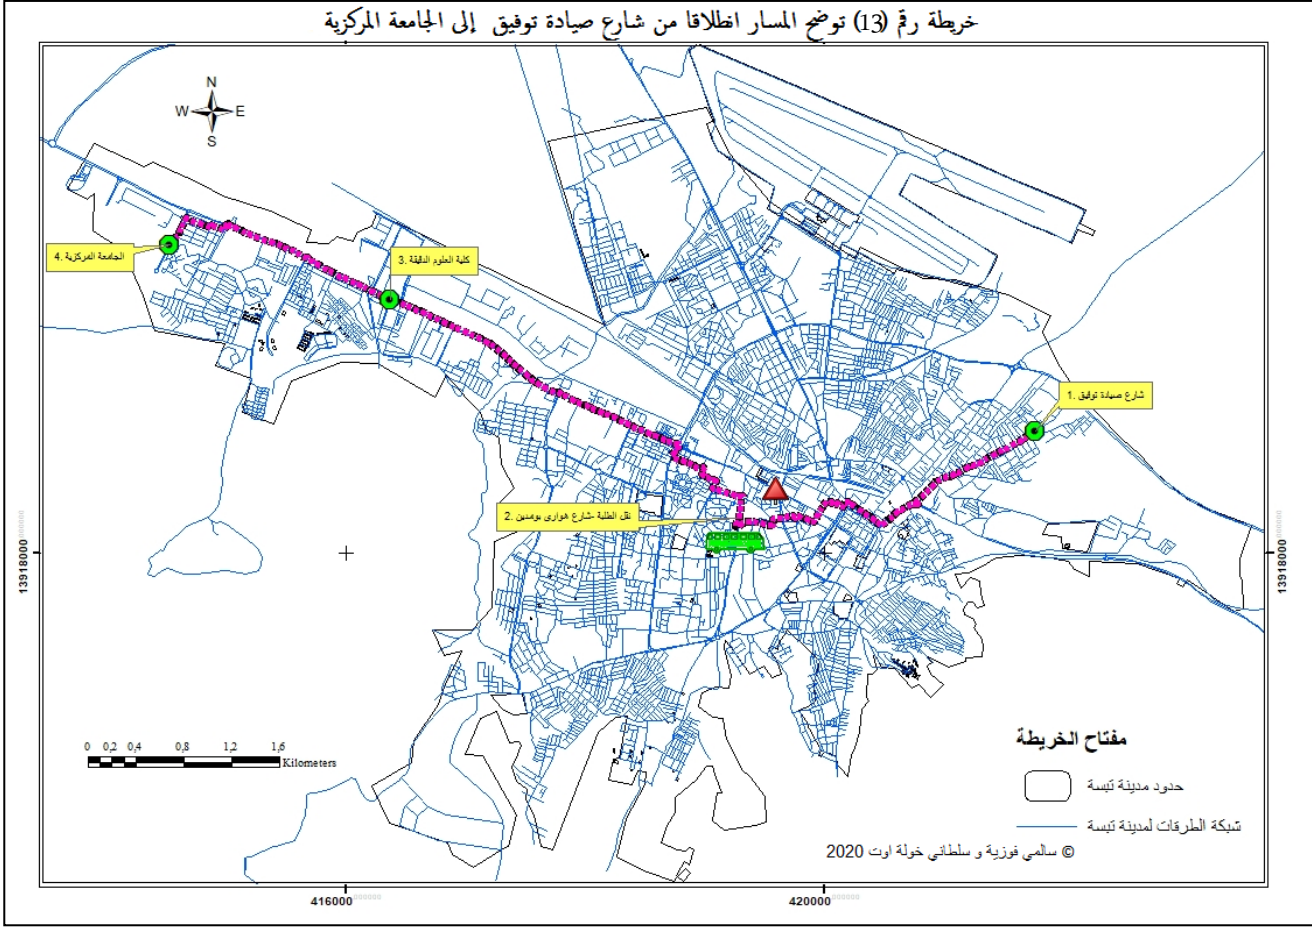 خريطة رقم (13) توضح المسار انطلاقا من شارع صيادة توفيق إلى الجامعة المركزية
N
W E
S
4. الجامعة المركزية
3. كلية العلوم الدقيقة
1. شارع صيادة توفيق
2. نقل الطلبة -شارع هواري بومدين
13918000
13918000
مفتاح الخريطة
حدود مدينة تبسة
شبكة الطرقات لمدينة تبسة
© سالمي فوزية و سلطاني خولة اوت 2020
0 0,2 0,4 0,8 1,2 1,6
Kilometers
416000 420000